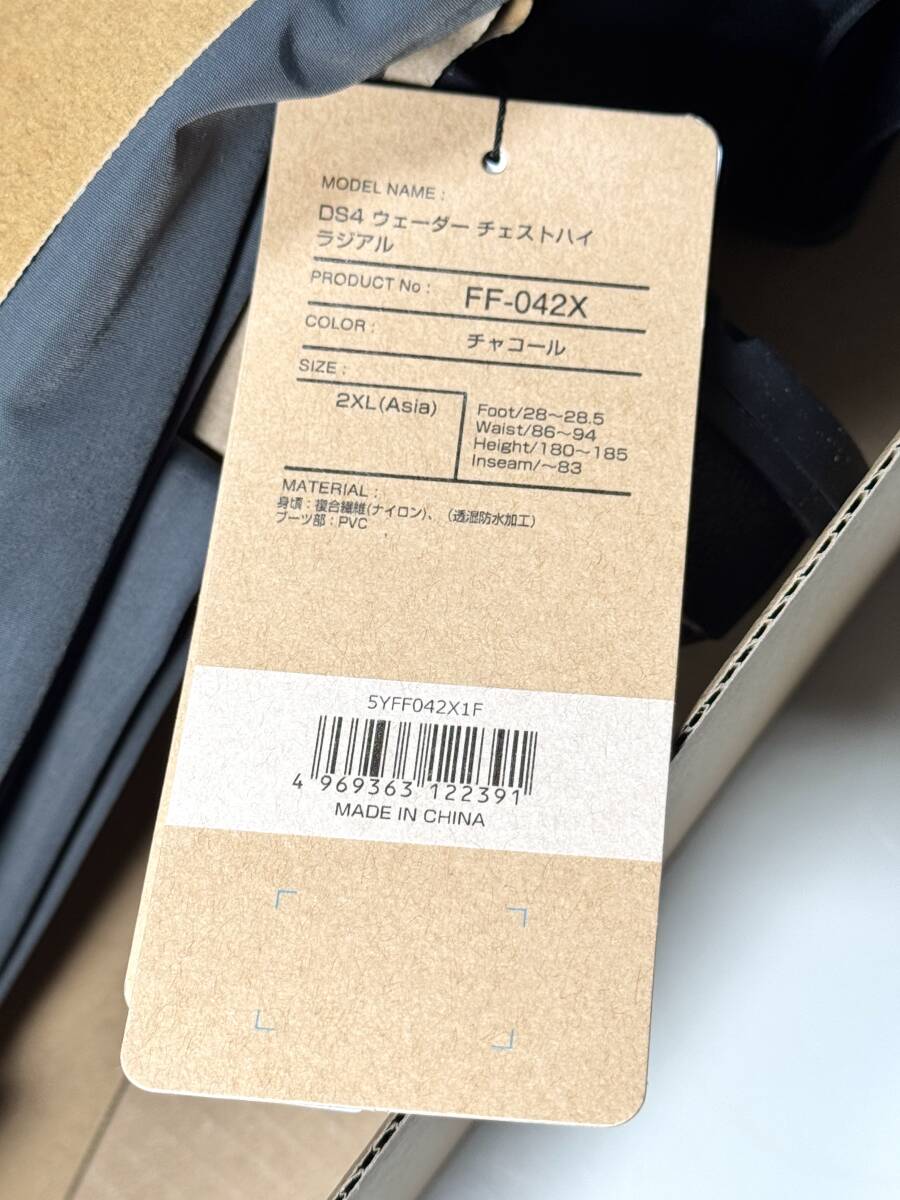 MODEL NAME :
DS4 ウェーダー チェストハイ
ラジアル
PRODUCT No : FF-042X
COLOR : チャコール
SIZE :
2XL(Asia)
Foot/28～28.5
Waist/86～94
Height/180～185
Inseam/～83
MATERIAL :
身頃：複合繊維(ナイロン)、（透湿防水加工）
ブーツ部：PVC
5YFF042X1F
4 969363 122391
MADE IN CHINA